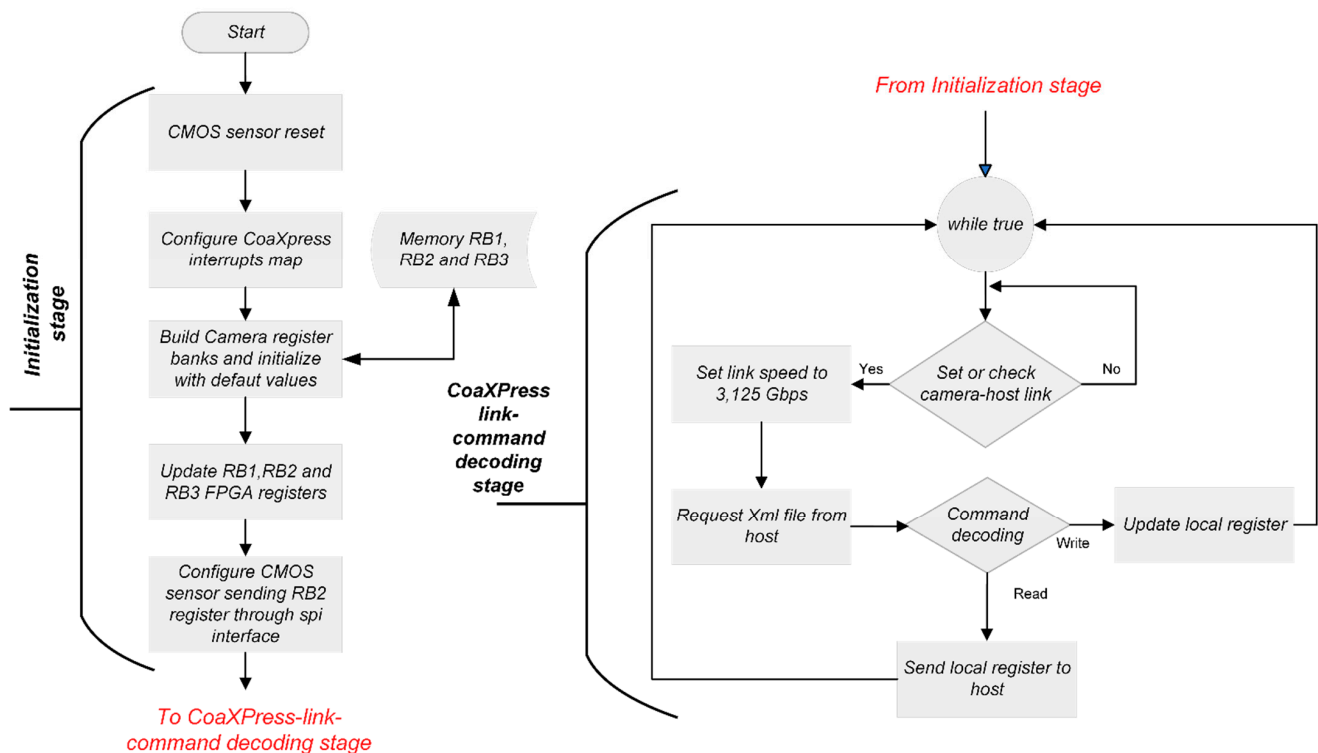 Start
CMOS sensor reset
Configure CoaXpress
interrupts map
Memory RB1,
RB2 and RB3
Build Camera register
banks and initialize
with defaut values
Update RB1,RB2 and
RB3 FPGA registers
Configure CMOS
sensor sending RB2
register through spi
interface
To CoaXPress-link-
command decoding stage
Initialization
stage
From Initialization stage
while true
Set or check
camera-host link
No
Yes
Set link speed to
3,125 Gbps
CoaXPress
link-
command
decoding
stage
Request Xml file from
host
Command
decoding
Write
Update local register
Read
Send local register to
host